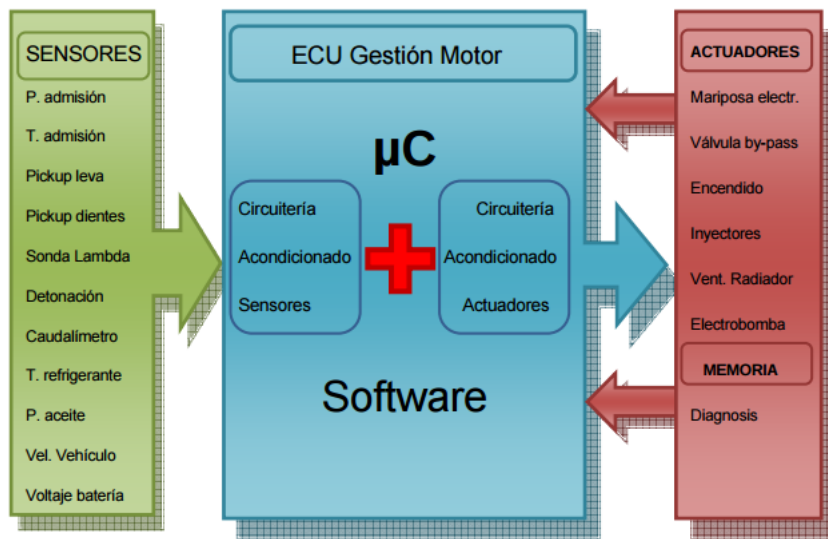 SENSORES
P. admisión
T. admisión
Pickup leva
Pickup dientes
Sonda Lambda
Detonación
Caudalímetro
T. refrigerante
P. aceite
Vel. Vehículo
Voltaje batería
ECU Gestión Motor
µC
Circuitería
Acondicionado
Sensores
Circuitería
Acondicionado
Actuadores
Software
ACTUADORES
Mariposa electr.
Válvula by-pass
Encendido
Inyectores
Vent. Radiador
Electrobomba
MEMORIA
Diagnosis